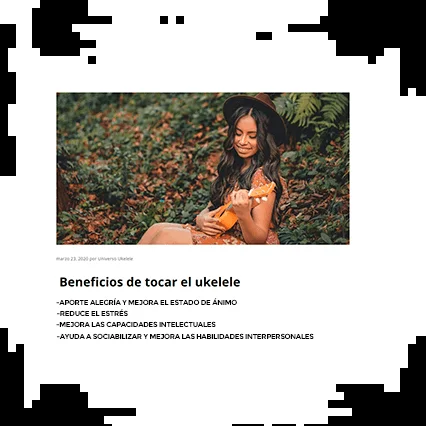 Marzo 23, 2020 por Universo Ukelele
Beneficios de tocar el ukelele
-APORTE ALEGRÍA Y MEJORA EL ESTADO DE ÁNIMO
-REDUCE EL ESTRÉS
-MEJORA LAS CAPACIDADES INTELECTUALES
-AYUDA A SOCIABILIZAR Y MEJORA LAS HABILIDADES INTERPERSONALES